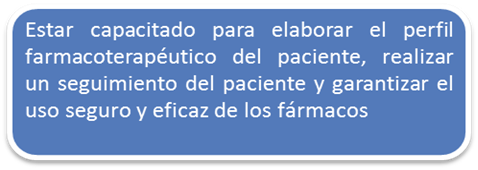 Estar capacitado para elaborar el perfil
farmacoterapéutico del paciente, realizar
un seguimiento del paciente y garantizar el
uso seguro y eficaz de los fármacos